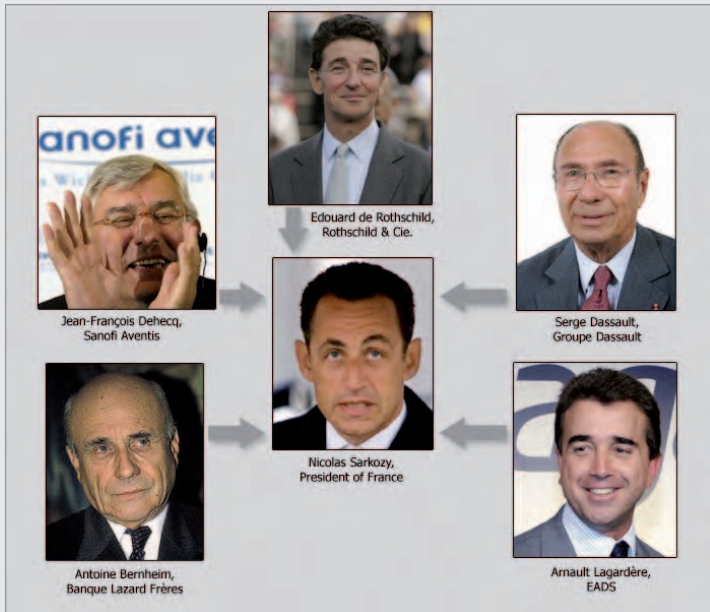 anofi ave
Edouard de Rothschild,
Rothschild & Cie.
Jean-François Dehecq,
Sanofi Aventis
Serge Dassault,
Groupe Dassault
Nicolas Sarkozy,
President of France
Antoine Bernheim,
Banque Lazard Frères
Arnault Lagardère,
EADS